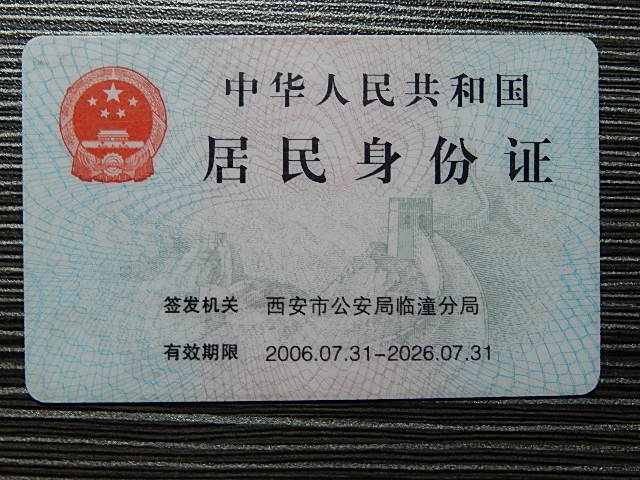 中华人民共和国
居民身份证
签发机关 西安市公安局临潼分局
有效期限 2006.07.31-2026.07.31